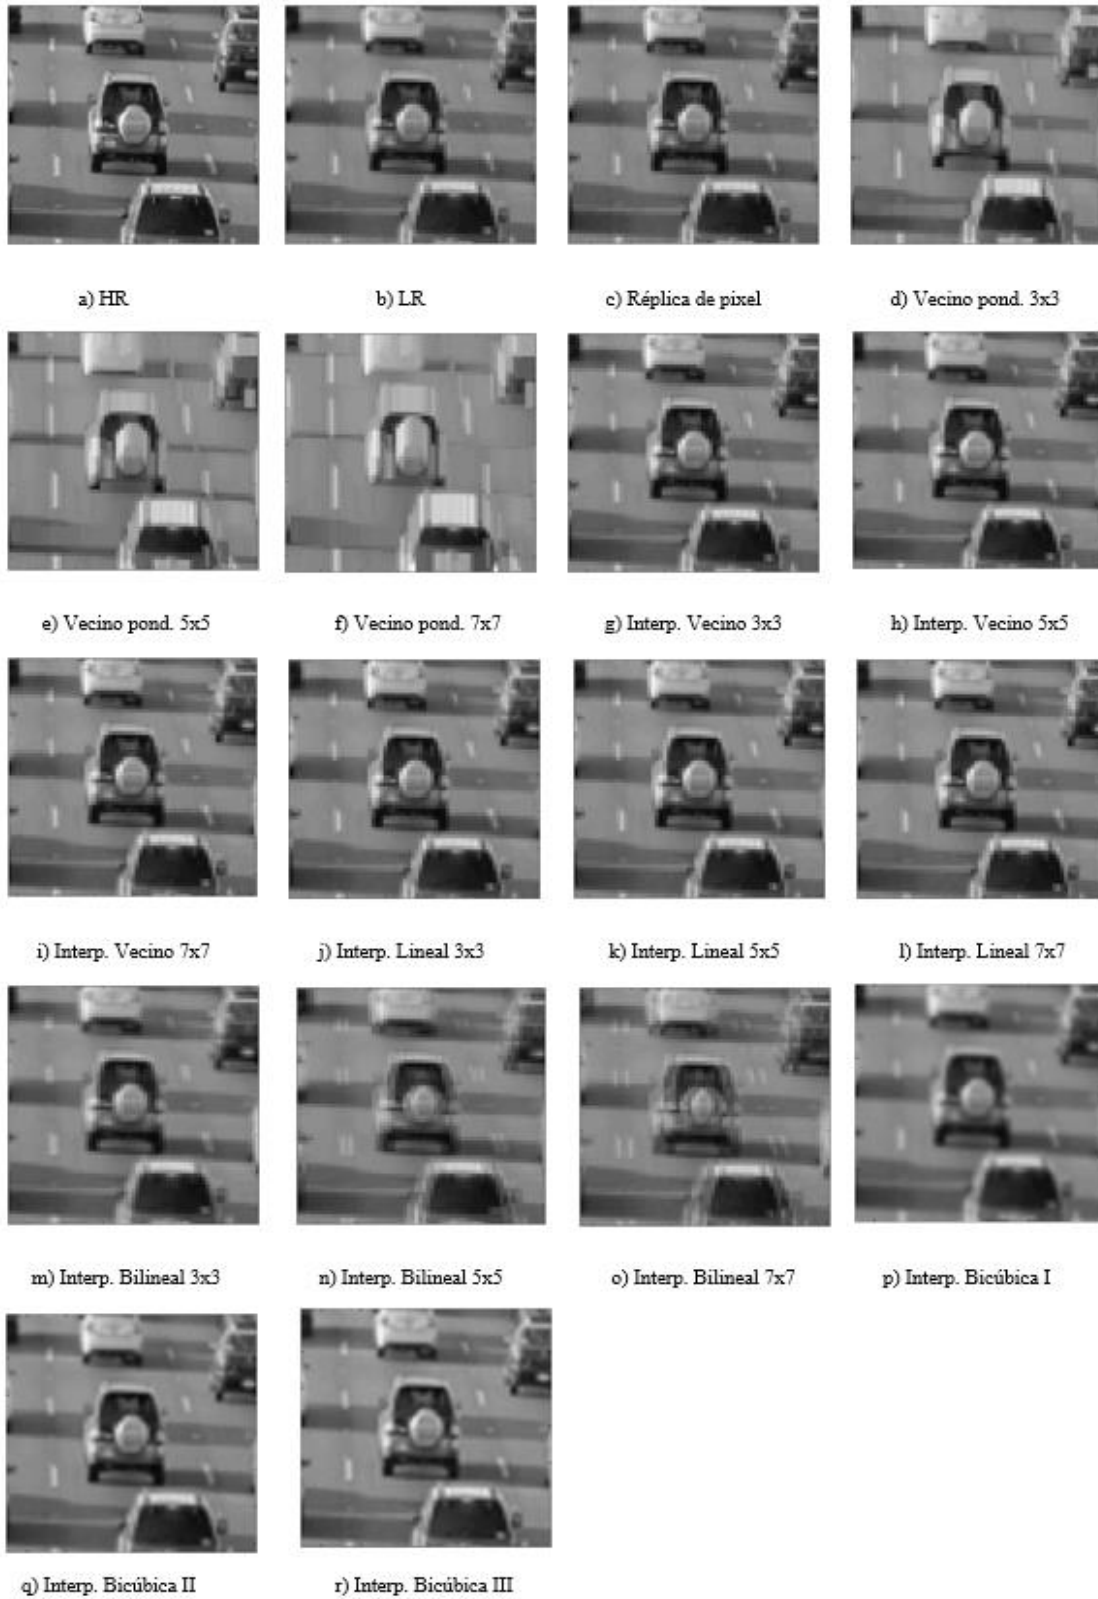 a) HR
b) LR
c) Réplica de pixel
d) Vecino pond. 3x3
e) Vecino pond. 5x5
f) Vecino pond. 7x7
g) Interp. Vecino 3x3
h) Interp. Vecino 5x5
i) Interp. Vecino 7x7
j) Interp. Lineal 3x3
k) Interp. Lineal 5x5
l) Interp. Lineal 7x7
m) Interp. Bilineal 3x3
n) Interp. Bilineal 5x5
o) Interp. Bilineal 7x7
p) Interp. Bicúbica I
q) Interp. Bicúbica II
r) Interp. Bicúbica III